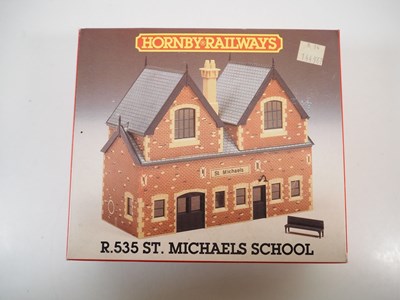 HORNBY RAILWAYS
St Michaels
R.535 ST. MICHAELS SCHOOL